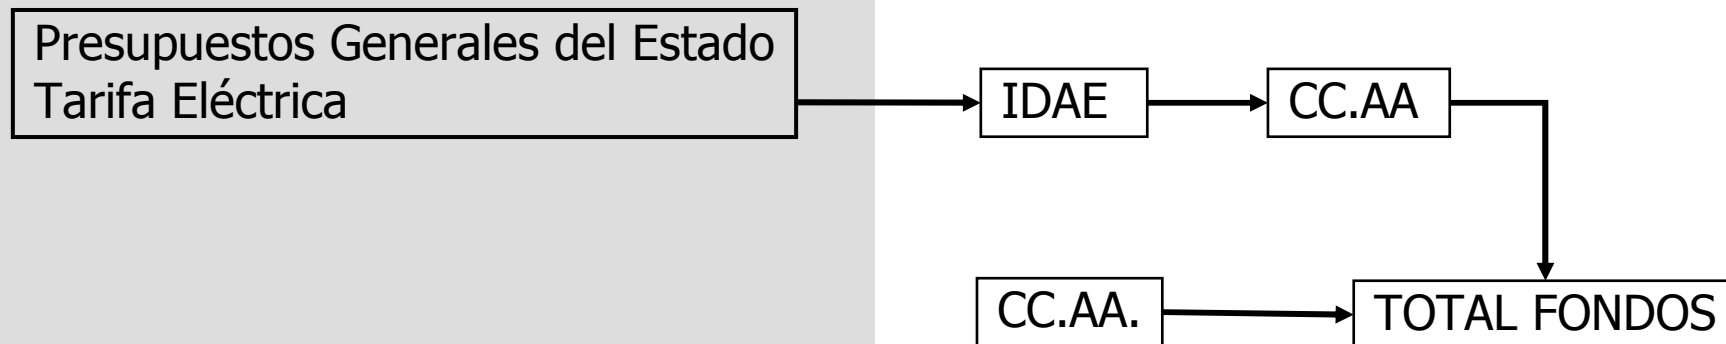 Presupuestos Generales del Estado
Tarifa Eléctrica
IDAE
CC.AA
CC.AA.
TOTAL FONDOS